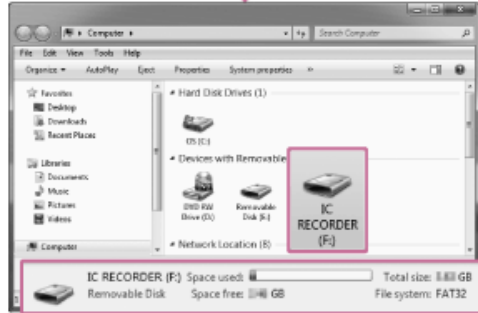 Computer
Search Computer
File Edit View Tools Help
Organize AutoPlay Eject Properties System properties »
Favorites
Desktop
Downloads
Recent Places
Libraries
Documents
Music
Pictures
Videos
Computer
Hard Disk Drives (1)
OS (C:)
Devices with Removable
DVD RW
Drive (D:)
Removable
Disk (E:)
IC
RECORDER
(F:)
Network Location (8)
IC RECORDER (F:) Space used: Total size: GB
Removable Disk Space free: GB File system: FAT32